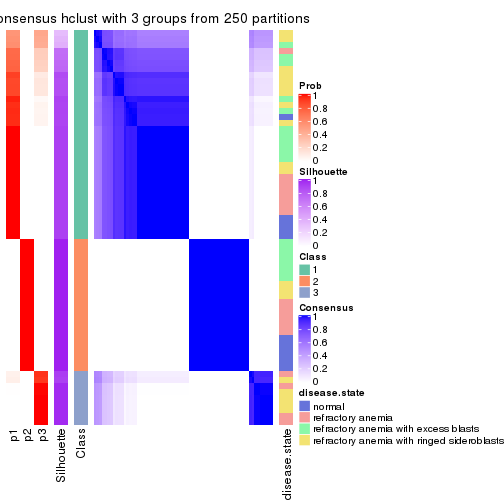 onsensus hclust with 3 groups from 250 partitions
Prob
1
0.8
0.6
0.4
0.2
0
Silhouette
1
0.8
0.6
0.4
0.2
0
Class
1
2
3
Consensus
1
0.8
0.6
0.4
0.2
0
disease.state
normal
refractory anemia
refractory anemia with excess blasts
refractory anemia with ringed sideroblasts
p1
p2
p3
Silhouette
Class
disease.state